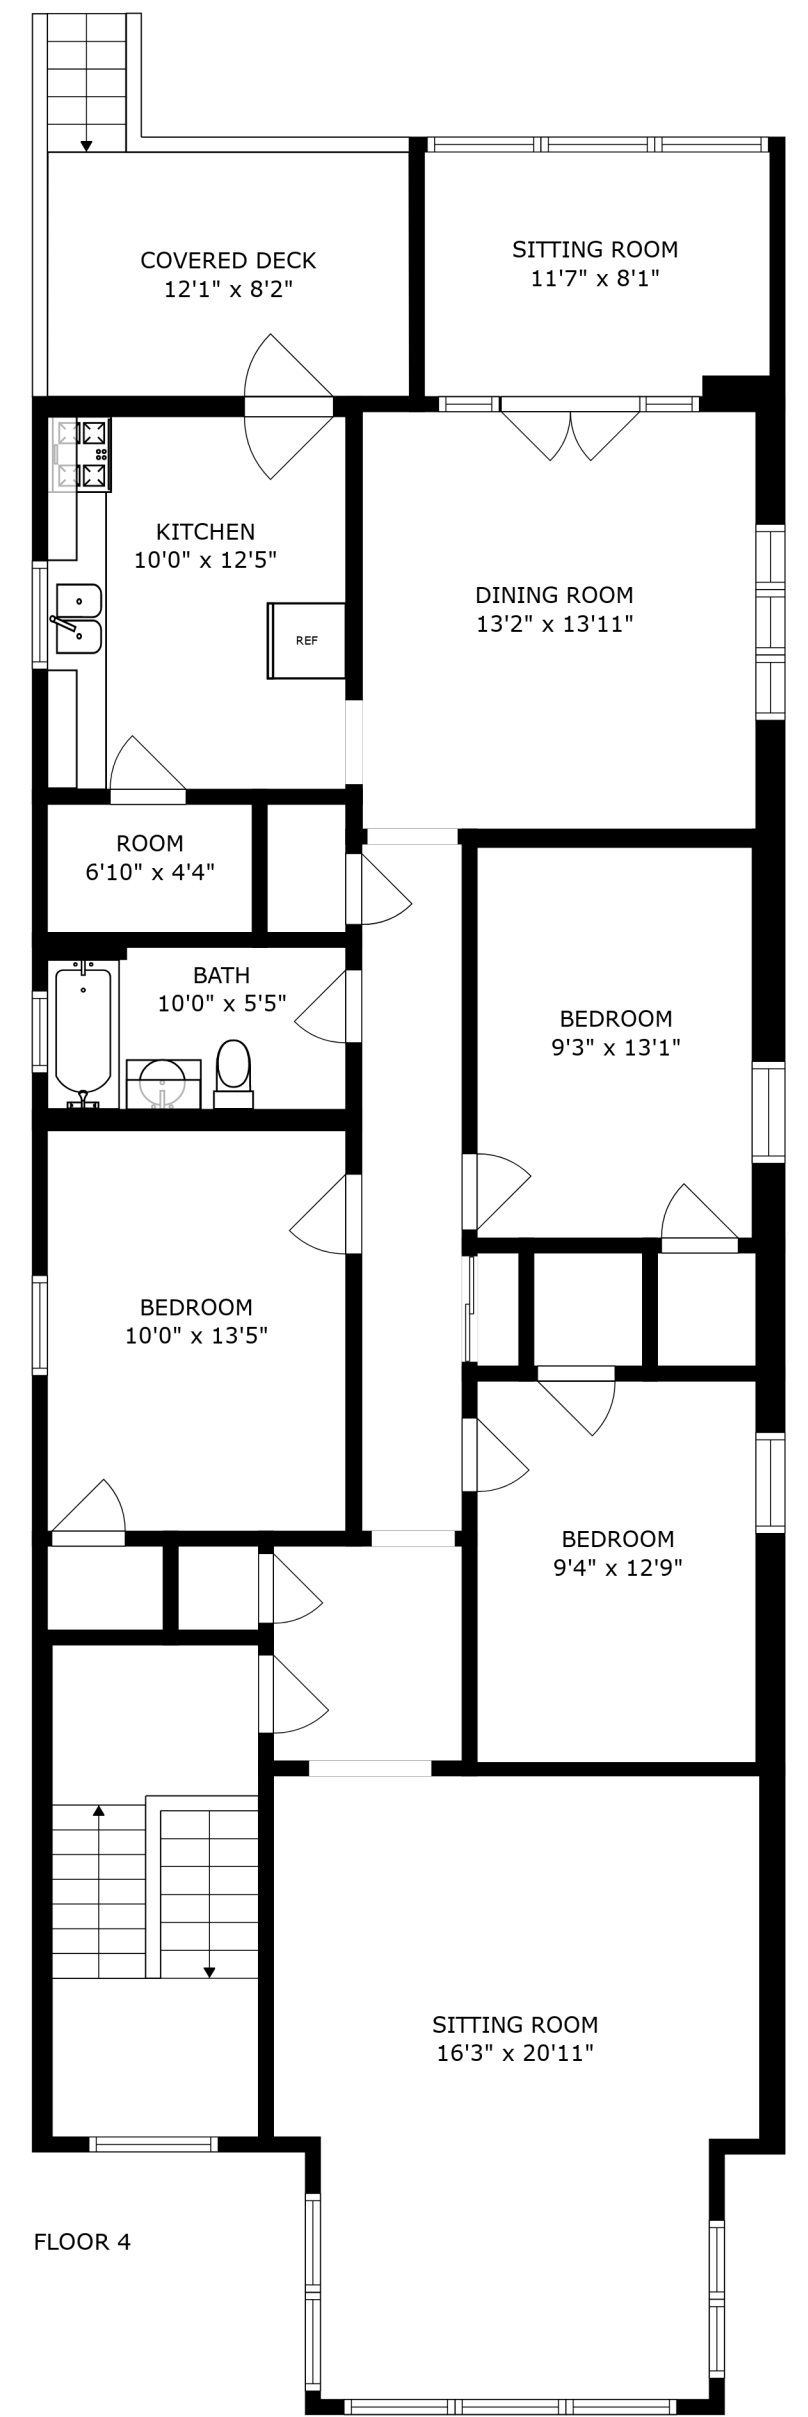 COVERED DECK
12'1" x 8'2"
SITTING ROOM
11'7" x 8'1"
KITCHEN
10'0" x 12'5"
REF
DINING ROOM
13'2" x 13'11"
ROOM
6'10" x 4'4"
BATH
10'0" x 5'5"
BEDROOM
9'3" x 13'1"
BEDROOM
10'0" x 13'5"
BEDROOM
9'4" x 12'9"
SITTING ROOM
16'3" x 20'11"
FLOOR 4